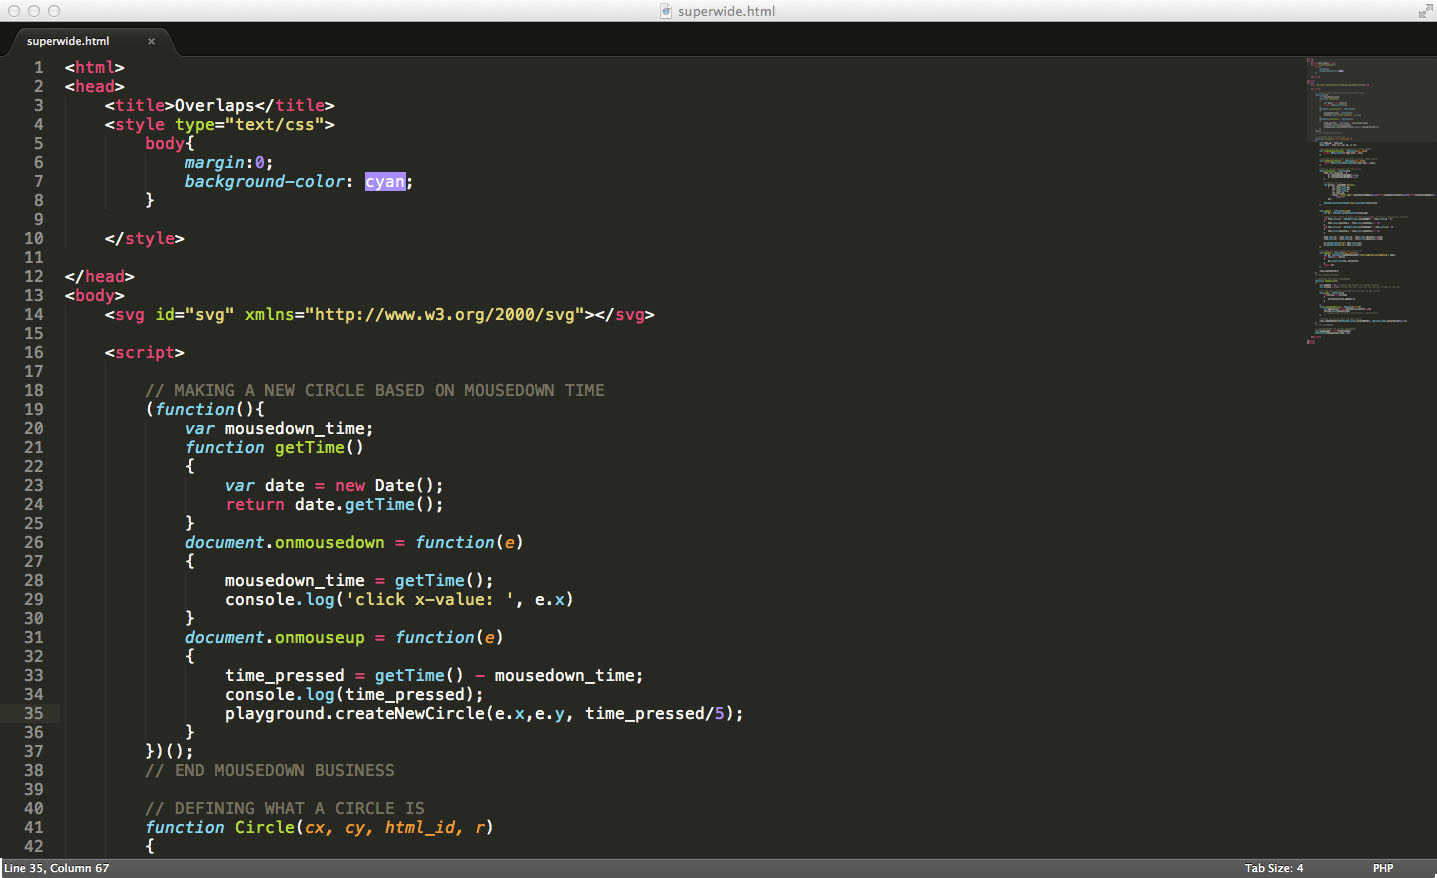 superwide.html
superwide.html ×
1 <html>
2 <head>
3     <title>Overlaps</title>
4     <style type="text/css">
5         body{
6             margin:0;
7             background-color: cyan;
8         }
9
10     </style>
11
12 </head>
13 <body>
14     <svg id="svg" xmlns="http://www.w3.org/2000/svg"></svg>
15
16     <script>
17
18         // MAKING A NEW CIRCLE BASED ON MOUSEDOWN TIME
19         (function(){
20             var mousedown_time;
21             function getTime()
22             {
23                 var date = new Date();
24                 return date.getTime();
25             }
26             document.onmousedown = function(e)
27             {
28                 mousedown_time = getTime();
29                 console.log('click x-value: ', e.x)
30             }
31             document.onmouseup = function(e)
32             {
33                 time_pressed = getTime() - mousedown_time;
34                 console.log(time_pressed);
35                 playground.createNewCircle(e.x,e.y, time_pressed/5);
36             }
37         })();
38         // END MOUSEDOWN BUSINESS
39
40         // DEFINING WHAT A CIRCLE IS
41         function Circle(cx, cy, html_id, r)
42         {
Line 35, Column 67
Tab Size: 4
PHP